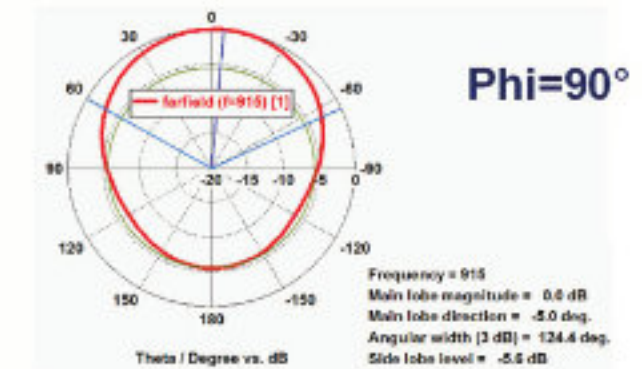 0
30
-30
Phi=90°
60
-60
farfield (f=915) [1]
90
-20 -15 -10 -5 0
-90
120
-120
Frequency = 915
Main lobe magnitude = 0.0 dB
150
-150
Main lobe direction = -5.0 deg.
180
Angular width (3 dB) = 124.4 deg.
Theta / Degree vs. dB
Side lobe level = -5.6 dB